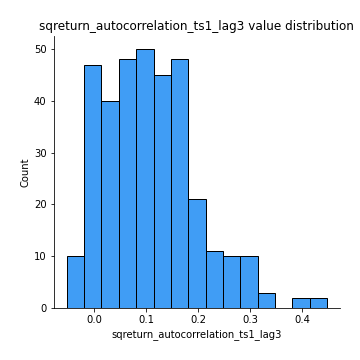 sqreturn_autocorrelation_ts1_lag3 value distribution
50
40
30
20
10
0
Count
0.0 0.1 0.2 0.3 0.4
sqreturn_autocorrelation_ts1_lag3